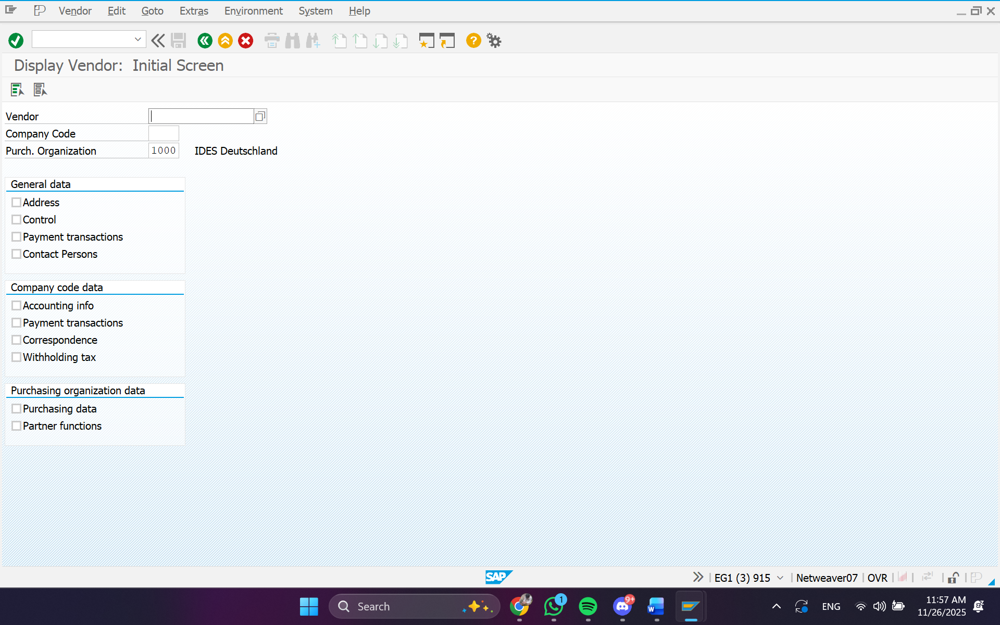 Vendor Edit Goto Extras Environment System Help
Display Vendor: Initial Screen
Vendor
Company Code
Purch. Organization 1000 IDES Deutschland
General data
Address
Control
Payment transactions
Contact Persons
Company code data
Accounting info
Payment transactions
Correspondence
Withholding tax
Purchasing organization data
Purchasing data
Partner functions
SAP EG1 (3) 915 Netweaver07 OVR
Search 1 9+ W ENG 11:57 AM
11/26/2025